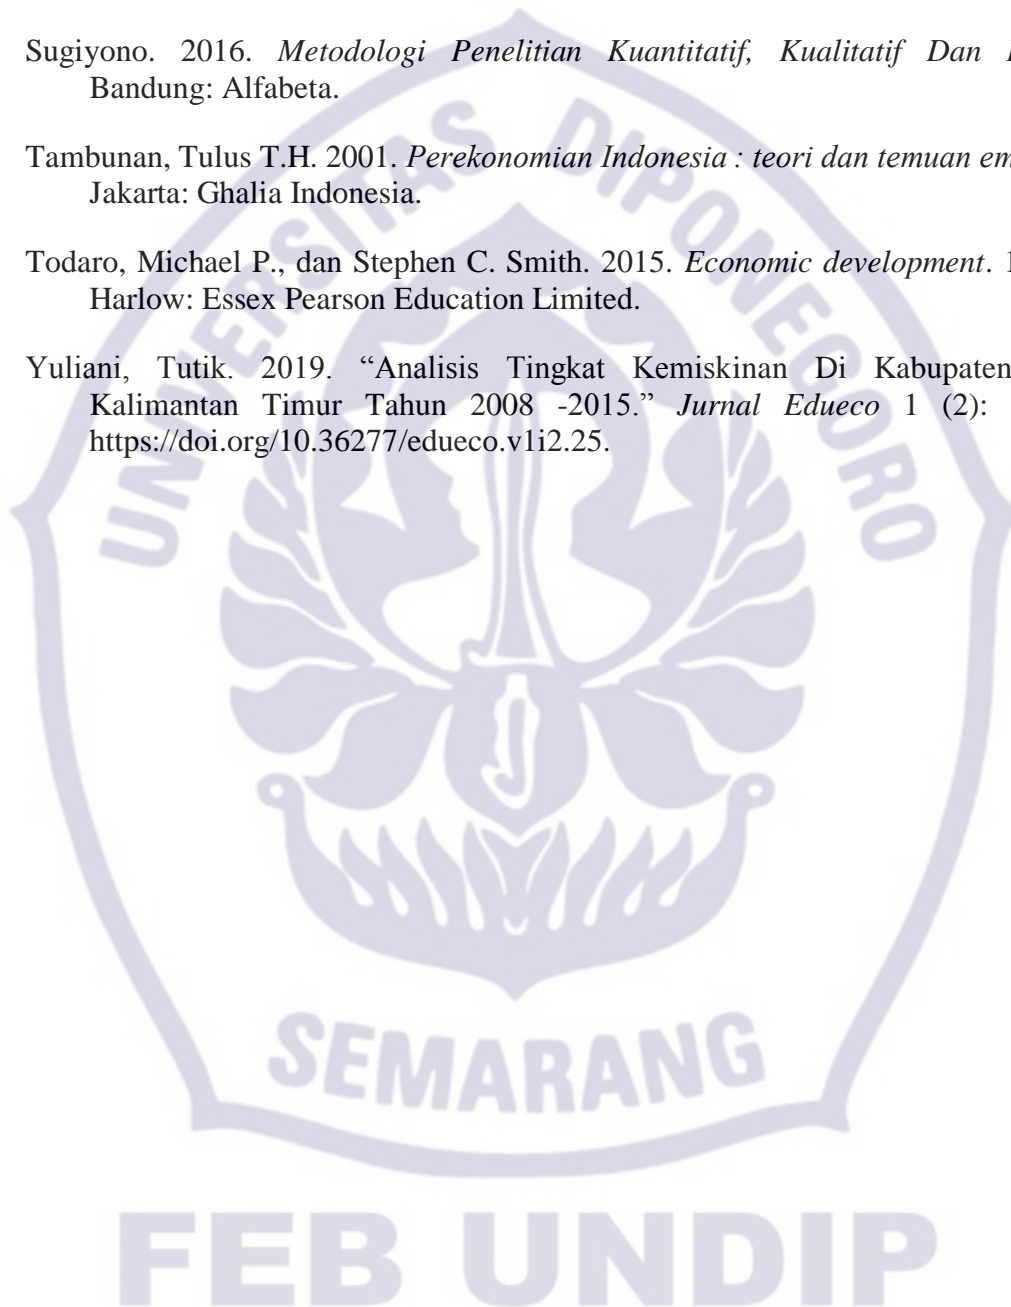 Sugiyono. 2016. Metodologi Penelitian Kuantitatif, Kualitatif Dan
Bandung: Alfabeta.
Tambunan, Tulus T.H. 2001. Perekonomian Indonesia : teori dan temuan em
Jakarta: Ghalia Indonesia.
Todaro, Michael P., dan Stephen C. Smith. 2015. Economic development. 1
Harlow: Essex Pearson Education Limited.
Yuliani, Tutik. 2019. “Analisis Tingkat Kemiskinan Di Kabupaten
Kalimantan Timur Tahun 2008 -2015.” Jurnal Edueco 1 (2):
https://doi.org/10.36277/edueco.v1i2.25.
UNIVERSITAS DIPONEGORO
SEMARANG
FEB UNDIP